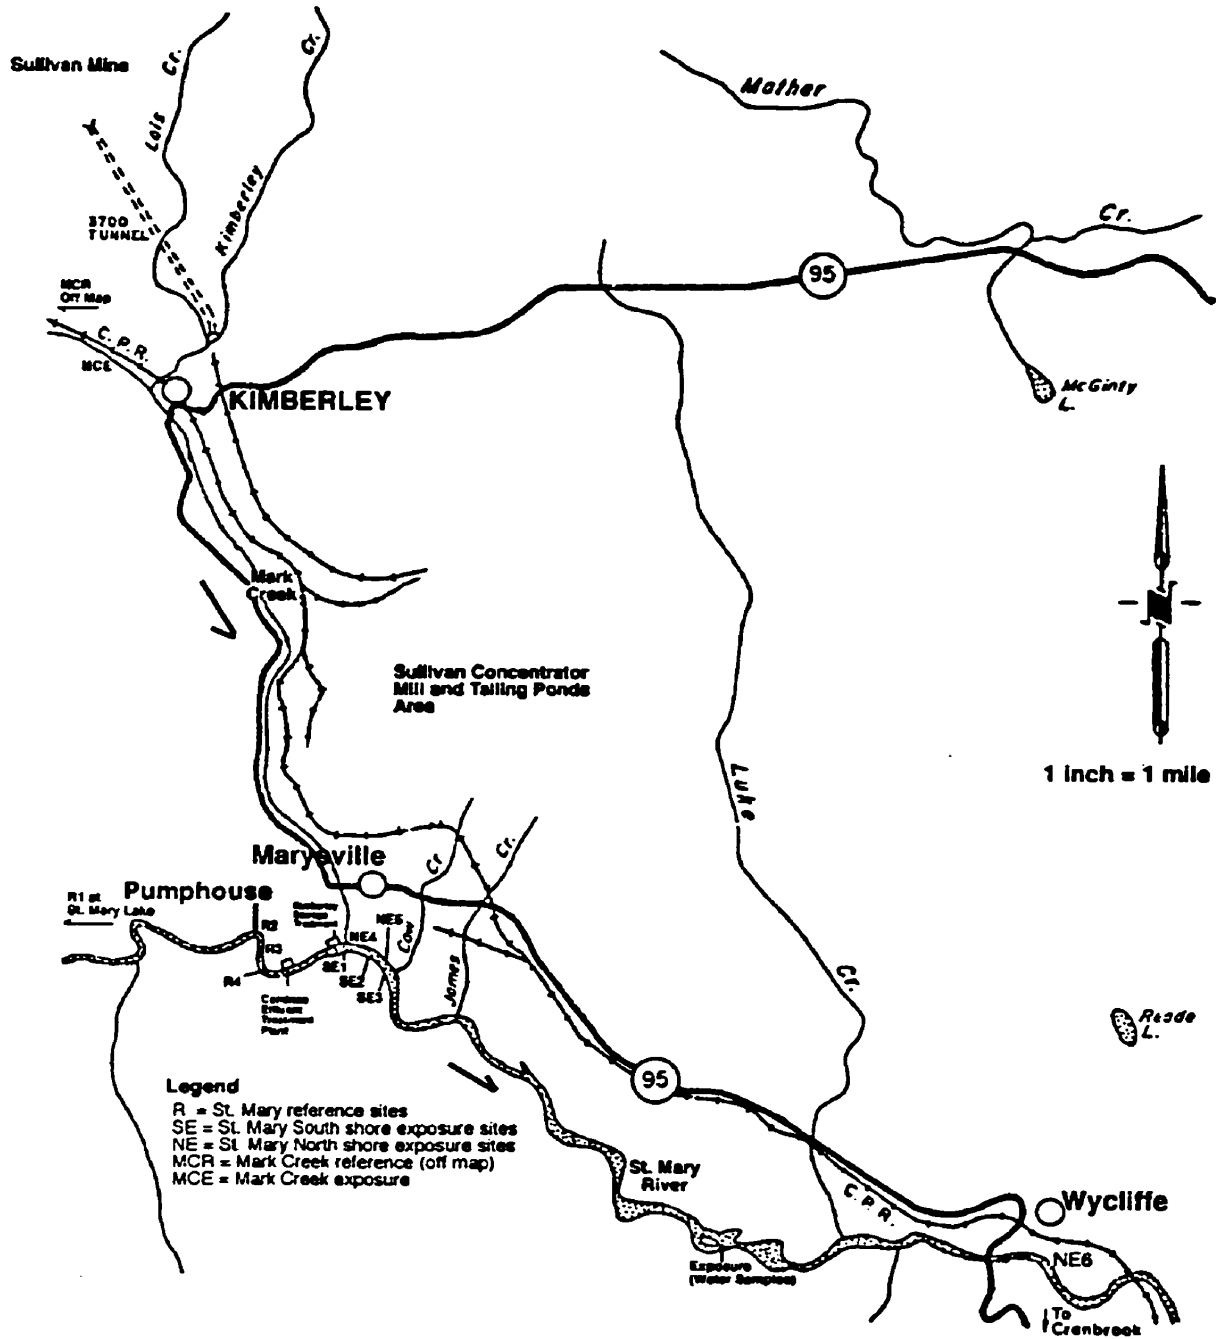 Sullivan Mine
Lois Cr.
Kimberley Cr.
Mather Cr.
3700
TUNNEL
MCR
Off Map
C. P. R.
MCE
95
KIMBERLEY
McGinty
L.
Mark
Creek
Sullivan Concentrator
Mill and Tailing Ponds
Area
1 inch = 1 mile
Luke Cr.
Marysville
Pumphouse
R1 at
St. Mary Lake
R2
R3
R4
Treatment
NE4
NE5
SE1
SE2
SE3
Cow Cr
James Cr.
Effluent
Treatment
Plant
L.
95
Legend
R = St. Mary reference sites
SE = St. Mary South shore exposure sites
NE = St. Mary North shore exposure sites
MCR = Mark Creek reference (off map)
MCE = Mark Creek exposure
St. Mary
River
C. P. R.
Wycliffe
NE6
Exposure
(Water Samples)
To
Cranbrook